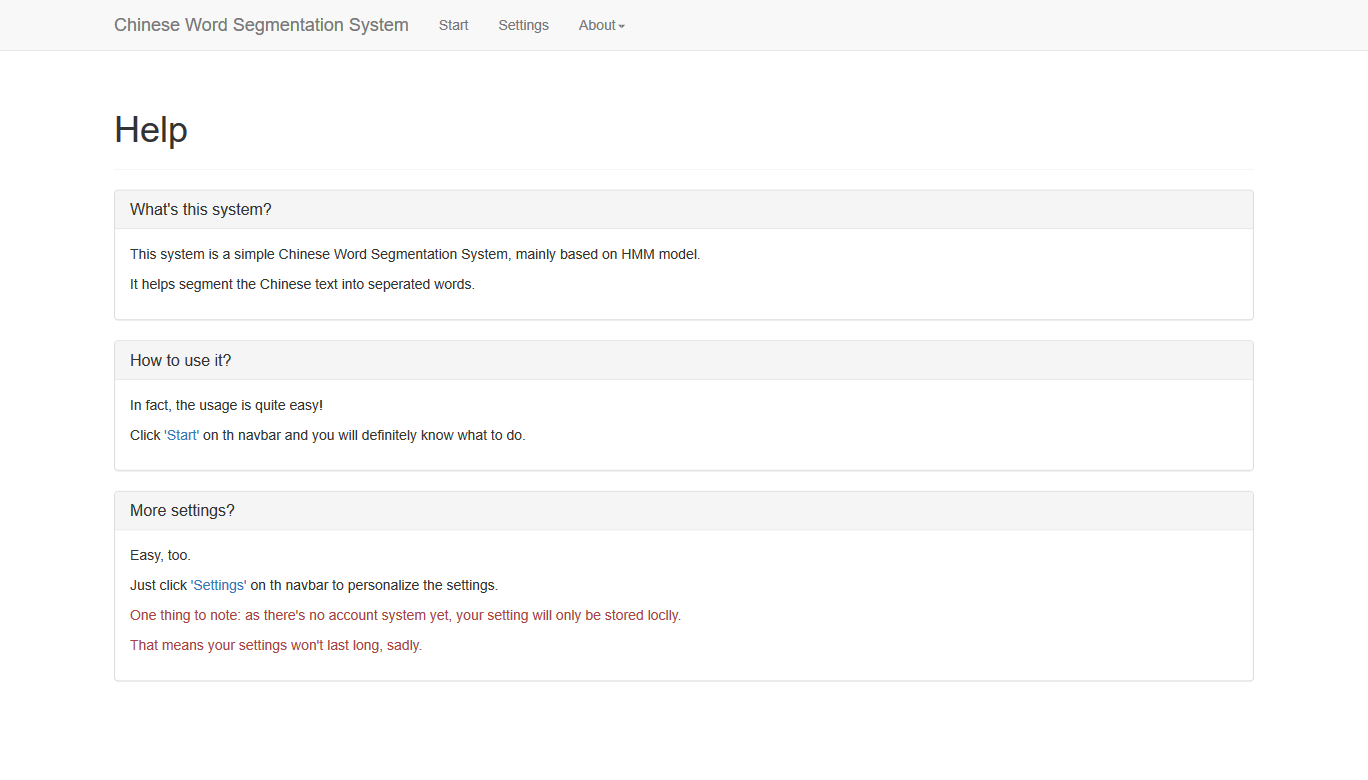 Chinese Word Segmentation System Start Settings About
Help
What's this system?
This system is a simple Chinese Word Segmentation System, mainly based on HMM model.
It helps segment the Chinese text into seperated words.
How to use it?
In fact, the usage is quite easy!
Click 'Start' on th navbar and you will definitely know what to do.
More settings?
Easy, too.
Just click 'Settings' on th navbar to personalize the settings.
One thing to note: as there's no account system yet, your setting will only be stored loclly.
That means your settings won't last long, sadly.